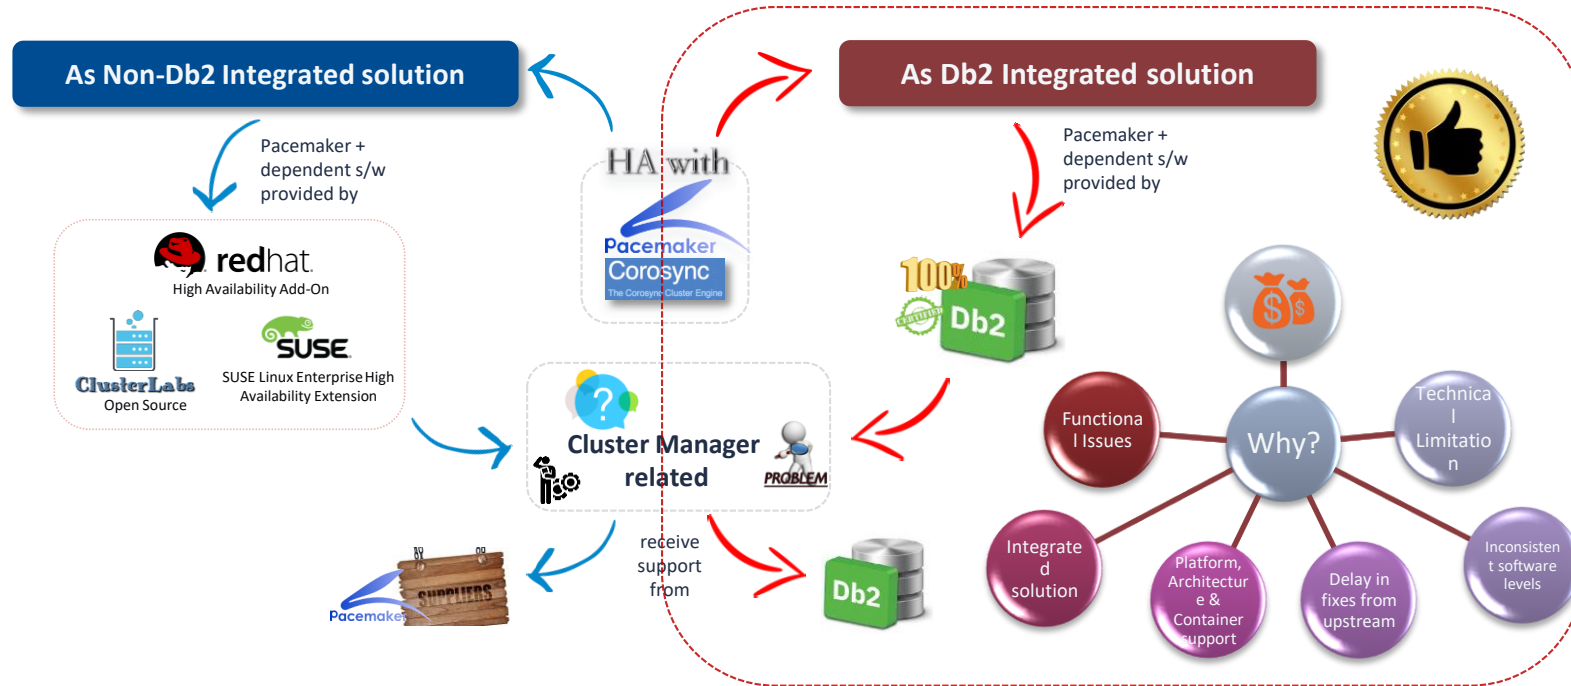 As Non-Db2 Integrated solution
As Db2 Integrated solution
Pacemaker +
dependent s/w
provided by
HA with
Pacemaker
Corosync
The Corosync Cluster Engine
Pacemaker +
dependent s/w
provided by
redhat.
High Availability Add-On
ClusterLabs
Open Source
SUSE
SUSE Linux Enterprise High
Availability Extension
100%
CERTIFIED
Db2
Cluster Manager
related
PROBLEM
receive
support
from
SUPPLIERS
Pacemaker
Db2
$
$
Why?
Functiona
l Issues
Technica
l
Limitatio
n
Integrate
d
solution
Platform,
Architectur
e &
Container
support
Delay in
fixes from
upstream
Inconsisten
t software
levels